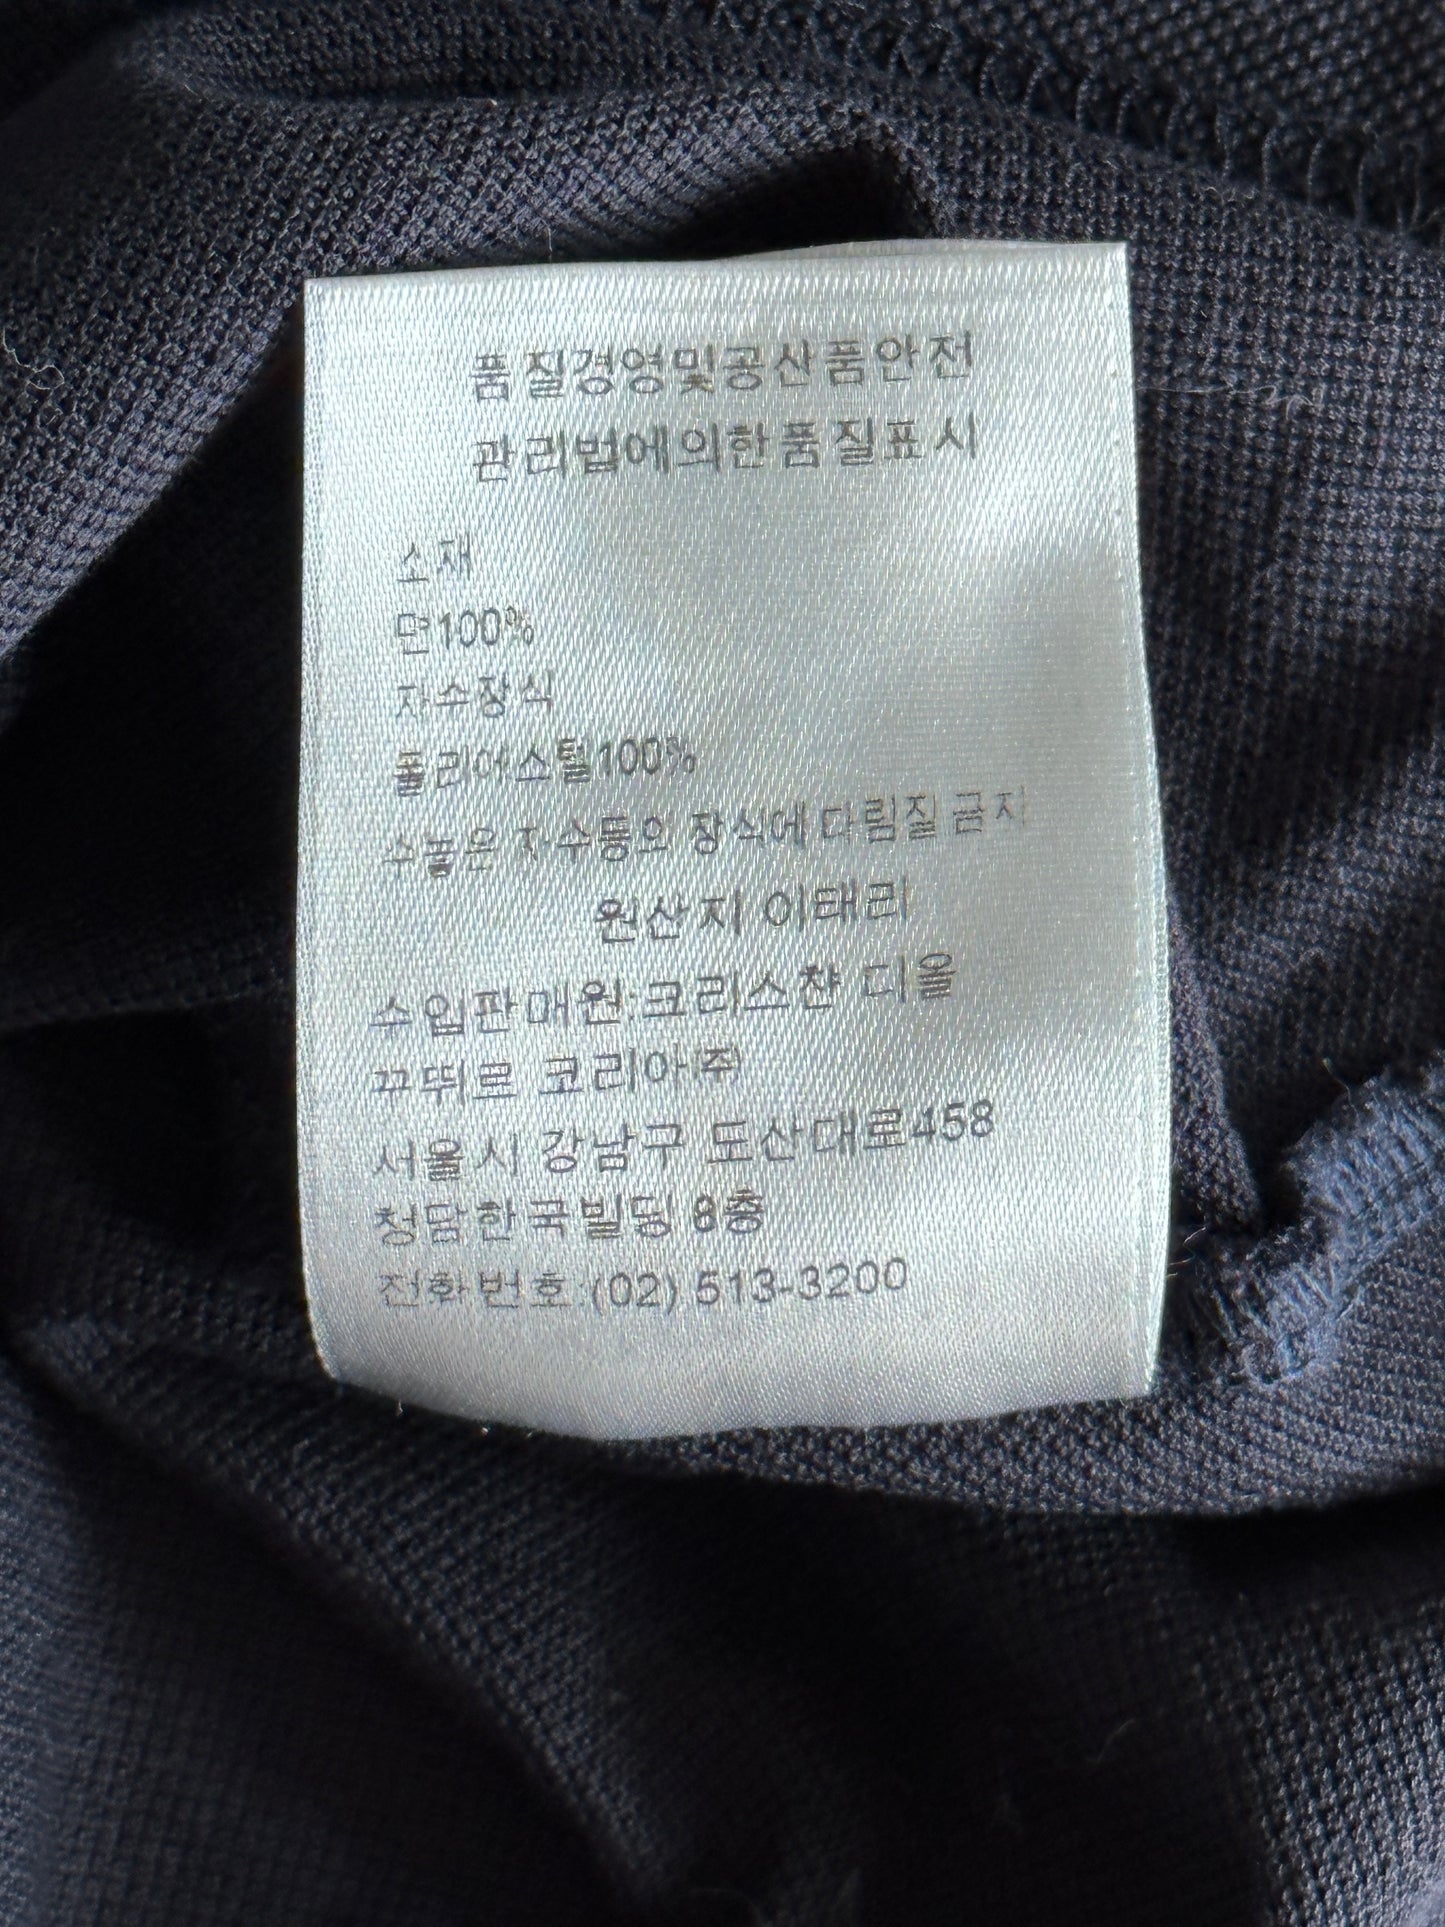 품질경영및공산품안전
관리법에의한품질표시
소재
면100%
자수장식
폴리에스텔100%
수놓은 자수등으 장식에 다림질 금지
원산지 이태리
수입판매원:크리스챤 디올
꾸뛰르 코리아㈜
서울시 강남구 도산대로458
청담한국빌딩 8층
전화번호:(02) 513-3200